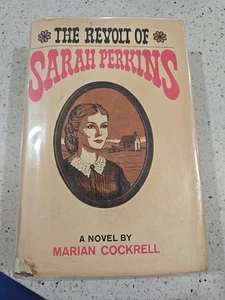 THE REVOLT OF
SARAH PERKINS
A NOVEL BY
MARIAN COCKRELL